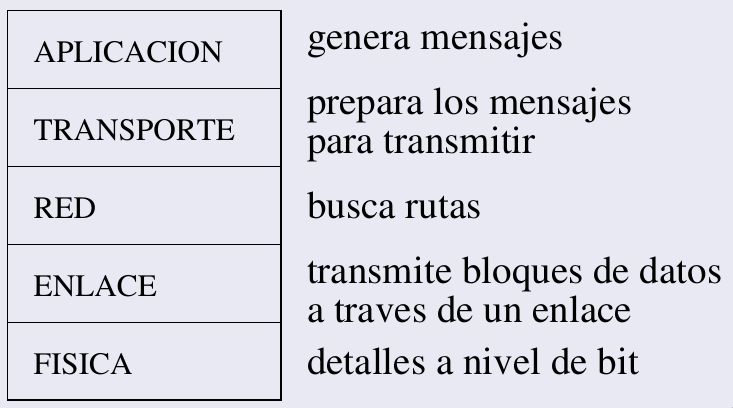 APLICACION
genera mensajes
TRANSPORTE
prepara los mensajes
para transmitir
RED
busca rutas
ENLACE
transmite bloques de datos
a traves de un enlace
FISICA
detalles a nivel de bit